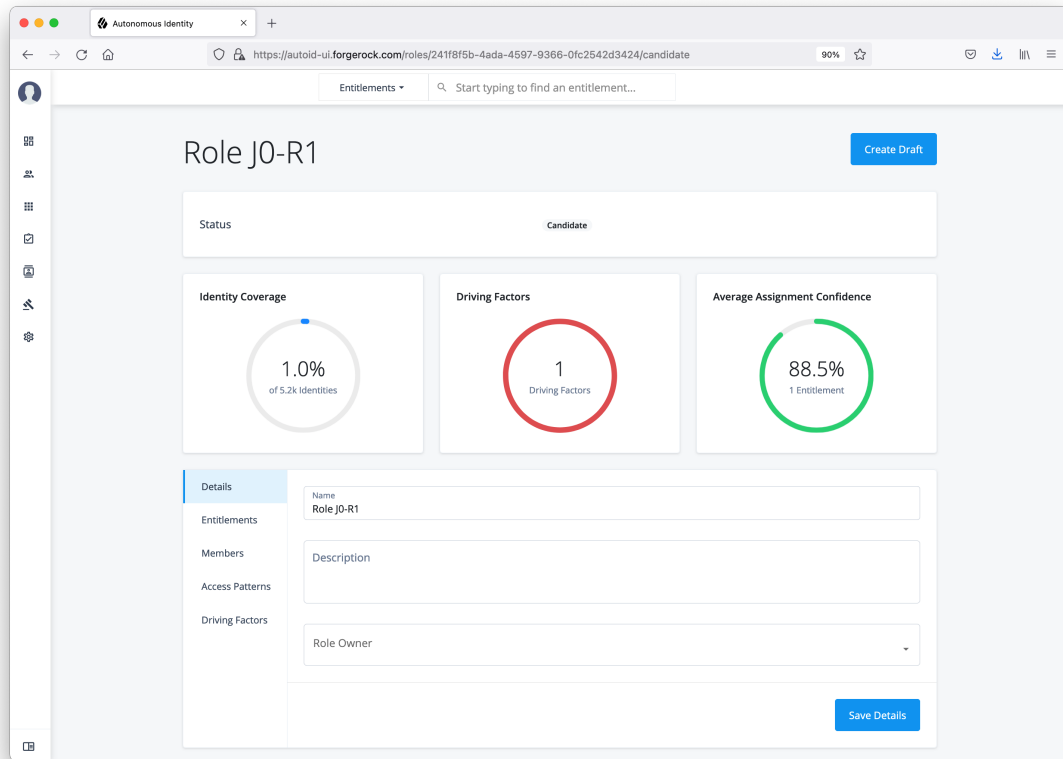 Autonomous Identity
https://autoid-ui.forgerock.com/roles/241f8f5b-4ada-4597-9366-0fc2542d3424/candidate
90%
Entitlements
Start typing to find an entitlement...
Role J0-R1
Create Draft
Status
Candidate
Identity Coverage
1.0%
of 5.2k Identities
Driving Factors
1
Driving Factors
Average Assignment Confidence
88.5%
1 Entitlement
Details
Entitlements
Members
Access Patterns
Driving Factors
Name
Role J0-R1
Description
Role Owner
Save Details